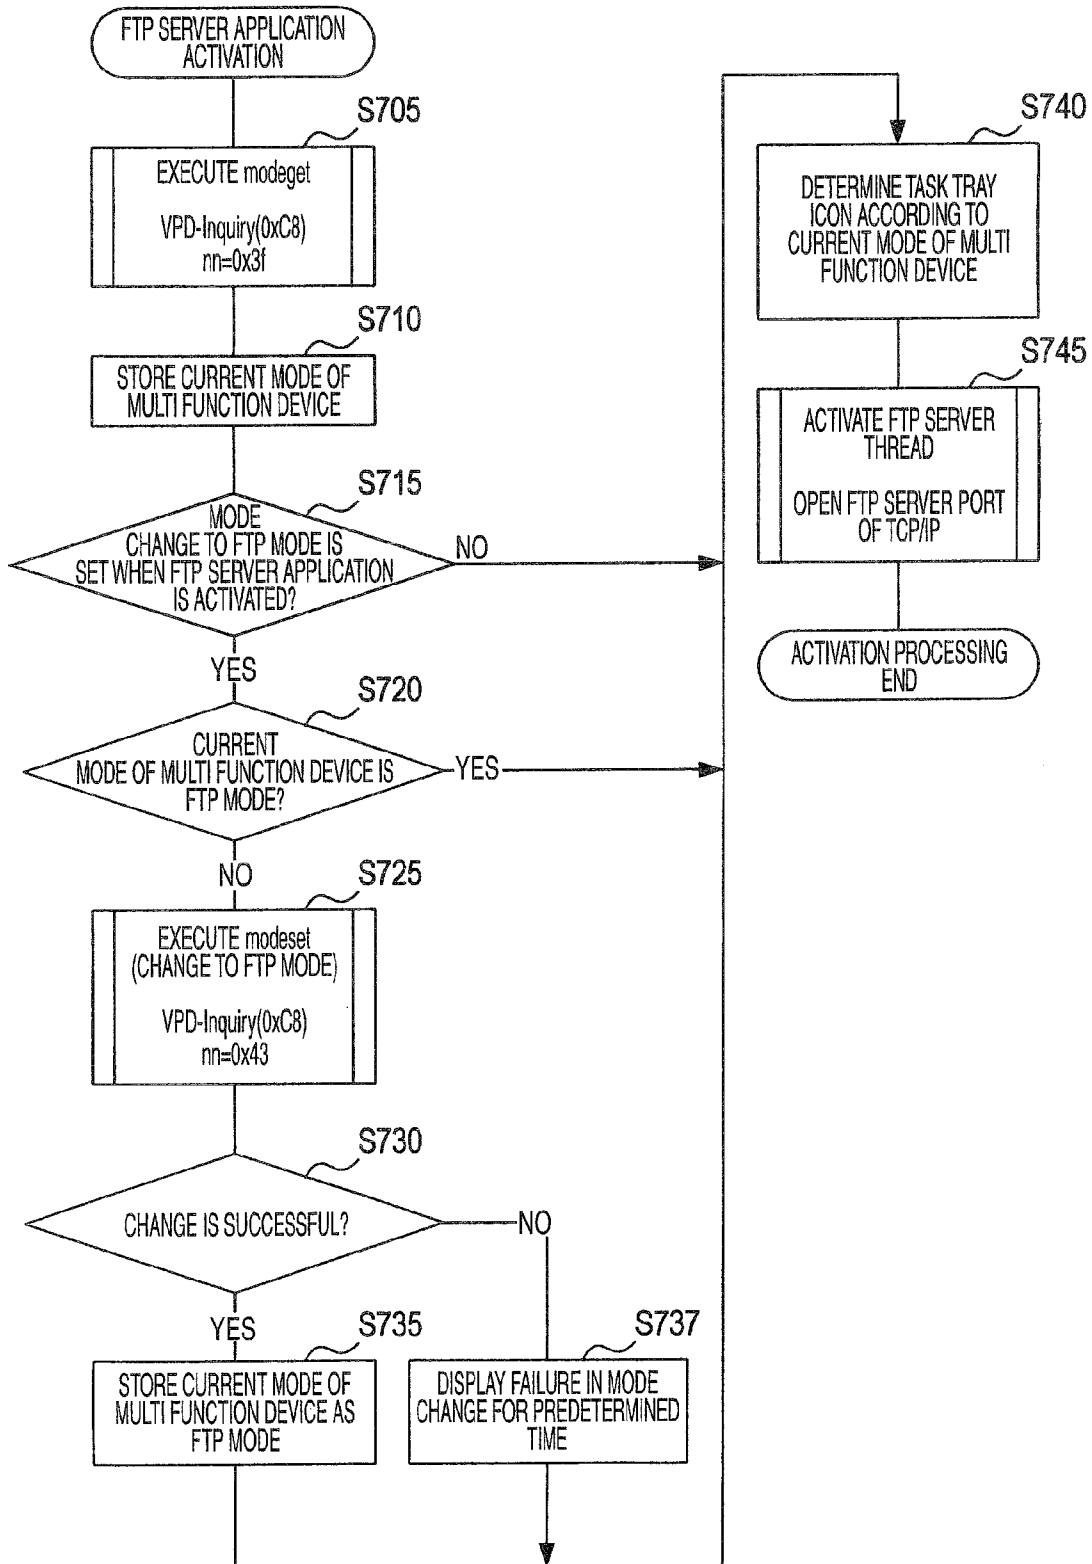 FTP SERVER APPLICATION
ACTIVATION
S705
EXECUTE modeget
VPD-Inquiry(0xC8)
nn=0x3f
S710
STORE CURRENT MODE OF
MULTI FUNCTION DEVICE
S715
MODE
CHANGE TO FTP MODE IS
SET WHEN FTP SERVER APPLICATION
IS ACTIVATED?
NO
YES
S720
CURRENT
MODE OF MULTI FUNCTION DEVICE IS
FTP MODE?
YES
NO
S725
EXECUTE modeset
(CHANGE TO FTP MODE)
VPD-Inquiry(0xC8)
nn=0x43
S730
CHANGE IS SUCCESSFUL?
NO
YES
S735
STORE CURRENT MODE OF
MULTI FUNCTION DEVICE AS
FTP MODE
S737
DISPLAY FAILURE IN MODE
CHANGE FOR PREDETERMINED
TIME
S740
DETERMINE TASK TRAY
ICON ACCORDING TO
CURRENT MODE OF MULTI
FUNCTION DEVICE
S745
ACTIVATE FTP SERVER
THREAD
OPEN FTP SERVER PORT
OF TCP/IP
ACTIVATION PROCESSING
END